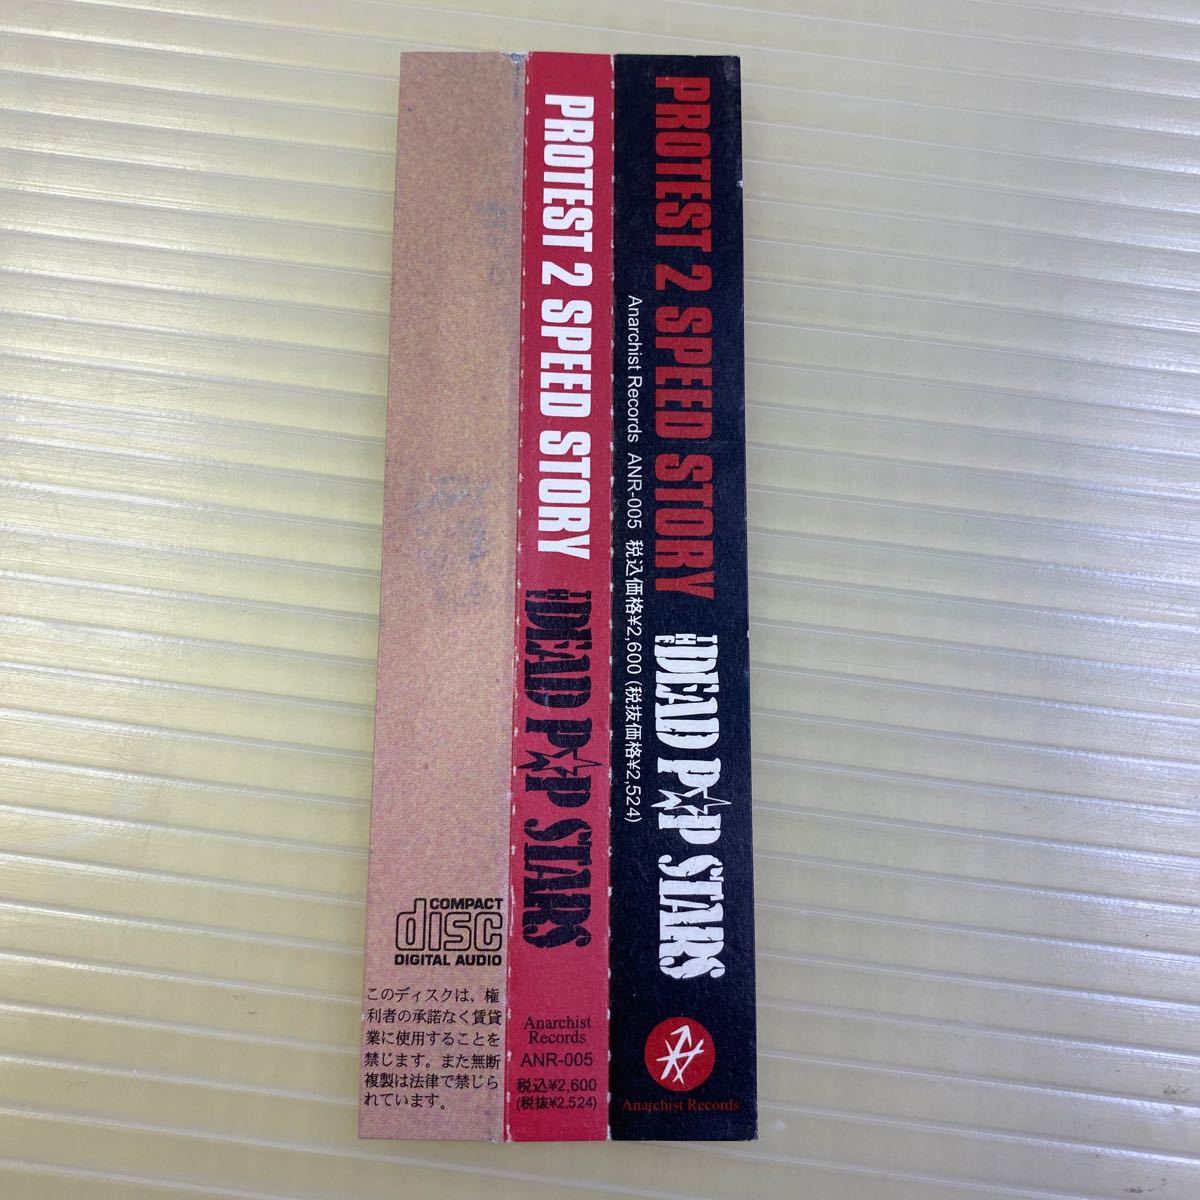 COMPACT
disc
DIGITAL AUDIO
このディスクは、権
利者の承諾なく賃貸
業に使用することを
禁じます。また無断
複製は法律で禁じら
れています。
PROTEST 2 SPEED STORY
THE DEAD P☆P STARS
Anarchist
Records
ANR-005
税込¥2,600
(税抜¥2,524)
PROTEST 2 SPEED STORY
THE DEAD P☆P STARS
Anarchist Records ANR-005 税込価格¥2,600 (税抜価格¥2,524)
Anarchist Records